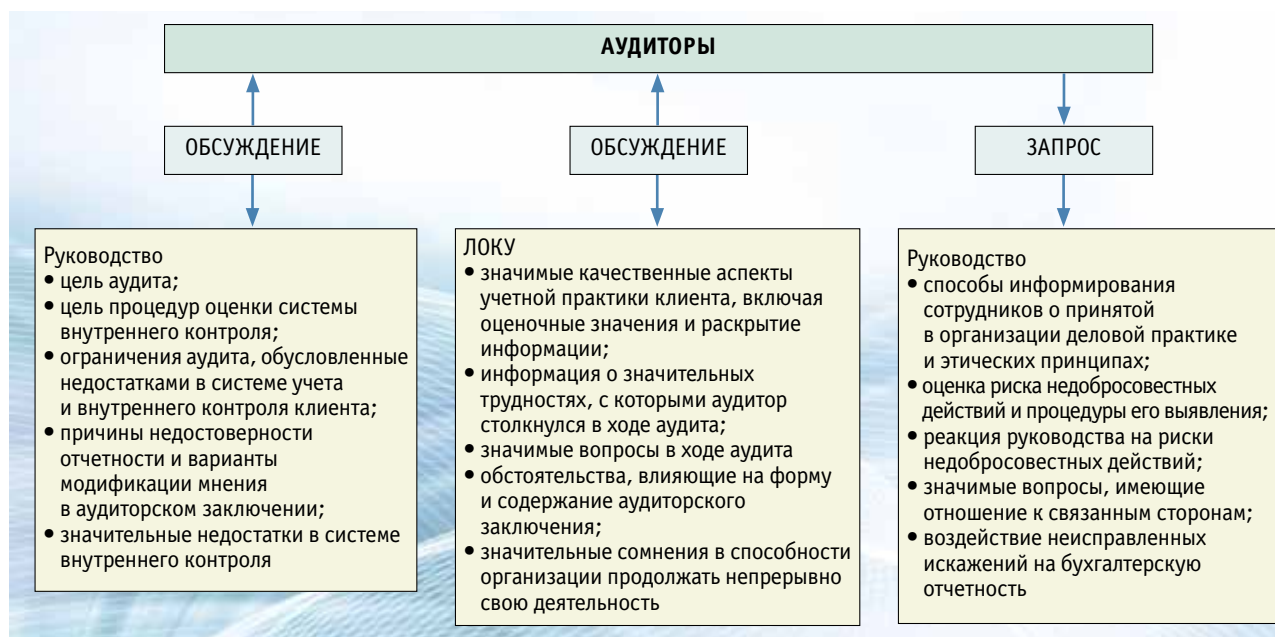 АУДИТОРЫ
ОБСУЖДЕНИЕ
ОБСУЖДЕНИЕ
ЗАПРОС
Руководство
• цель аудита;
• цель процедур оценки системы
внутреннего контроля;
• ограничения аудита, обусловленные
недостатками в системе учета
и внутреннего контроля клиента;
• причины недостоверности
отчетности и варианты
модификации мнения
в аудиторском заключении;
• значительные недостатки в системе
внутреннего контроля
ЛОКУ
• значимые качественные аспекты
учетной практики клиента, включая
оценочные значения и раскрытие
информации;
• информация о значительных
трудностях, с которыми аудитор
столкнулся в ходе аудита;
• значимые вопросы в ходе аудита
• обстоятельства, влияющие на форму
и содержание аудиторского
заключения;
• значительные сомнения в способности
организации продолжать непрерывно
свою деятельность
Руководство
• способы информирования
сотрудников о принятой
в организации деловой практике
и этических принципах;
• оценка риска недобросовестных
действий и процедуры его выявления;
• реакция руководства на риски
недобросовестных действий;
• значимые вопросы, имеющие
отношение к связанным сторонам;
• воздействие неисправленных
искажений на бухгалтерскую
отчетность